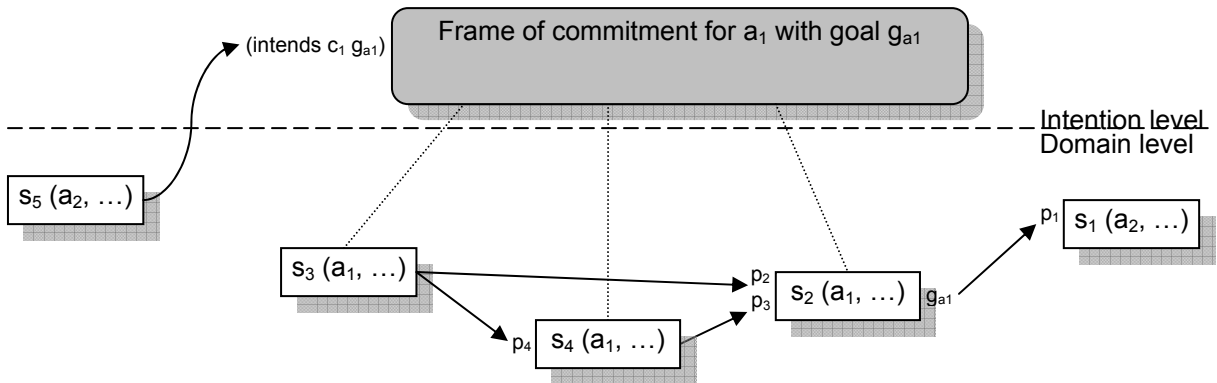 Frame of commitment for a₁ with goal gₐ₁
(intends c₁ gₐ₁)
Intention level
Domain level
s₅ (a₂, …)
p₁
s₁ (a₂, …)
s₃ (a₁, …)
p₂
p₃
s₂ (a₁, …)
gₐ₁
p₄
s₄ (a₁, …)